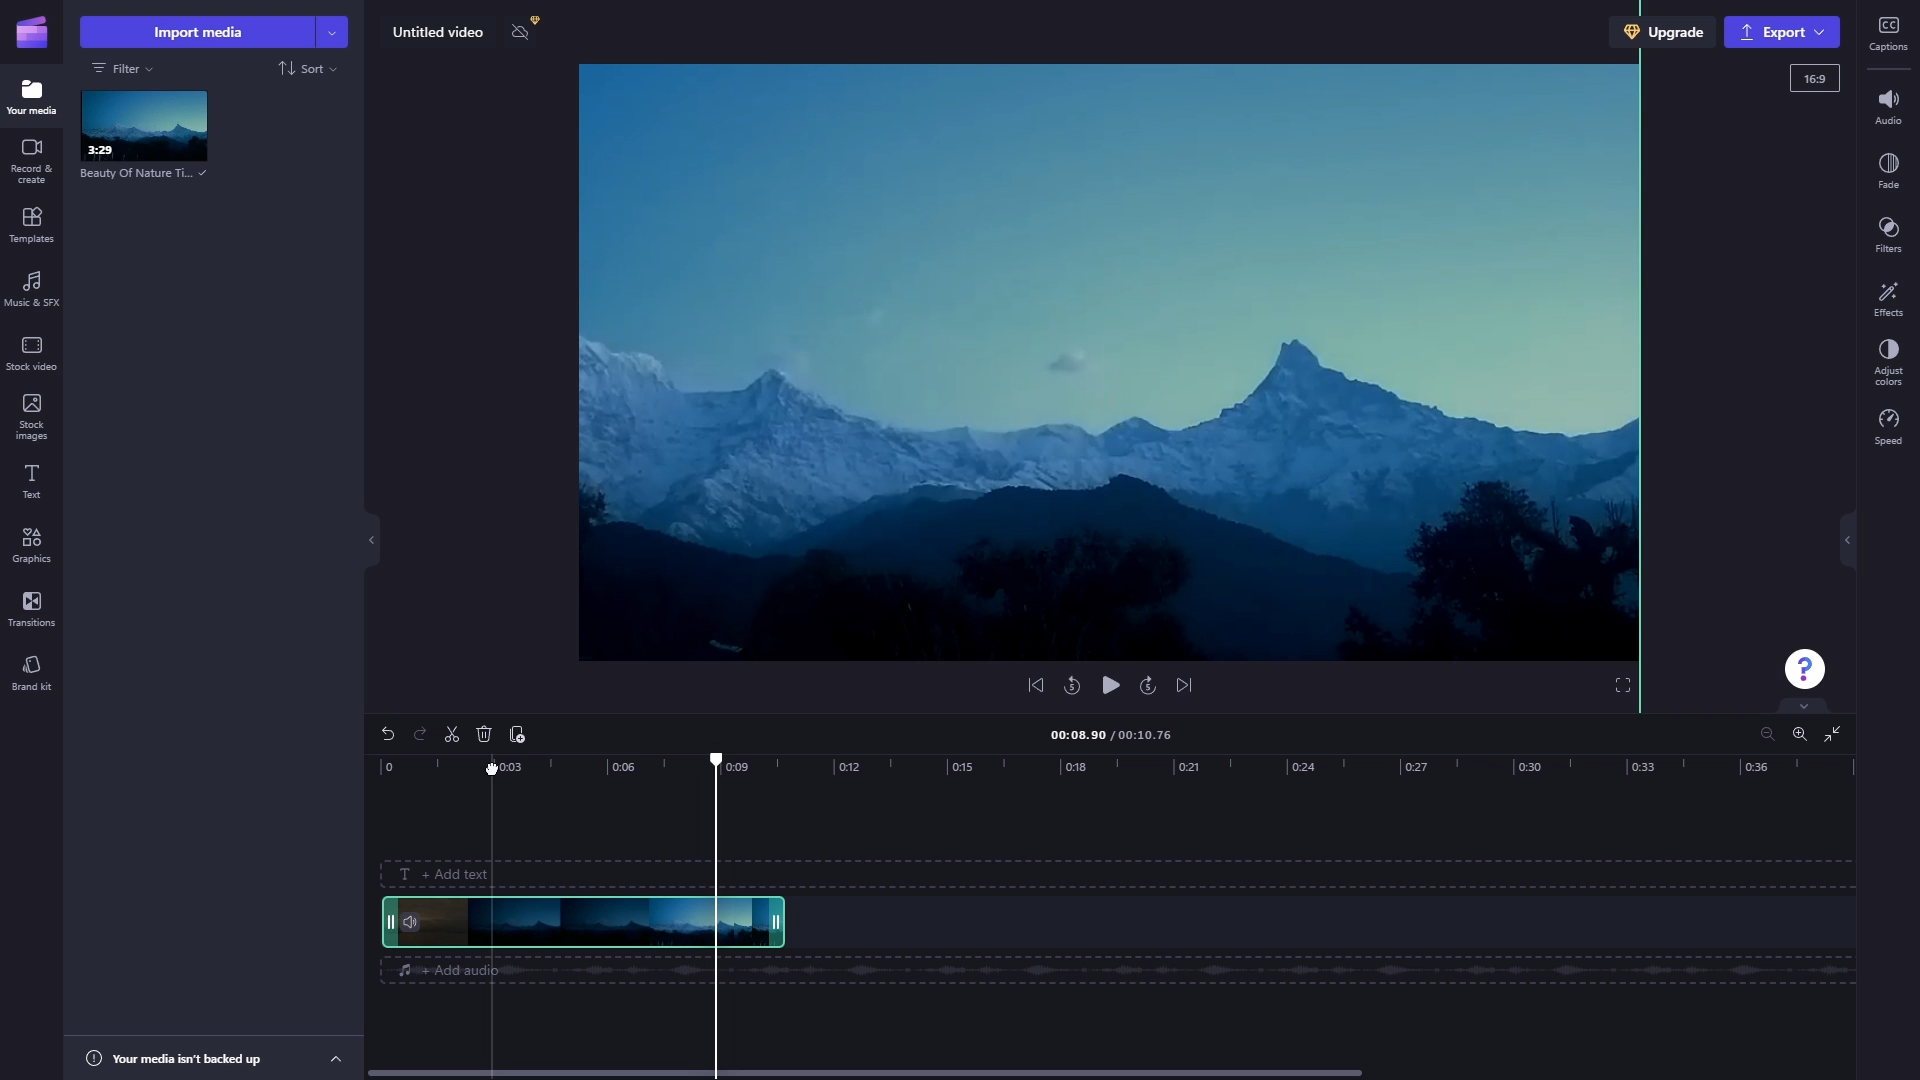 Import media
Untitled video
Upgrade
Export
CC
Captions
Filter
Sort
16:9
Your media
3:29
Beauty Of Nature Ti...
Audio
Record &
create
Fade
Templates
Filters
Music & SFX
Effects
Stock video
Adjust
colors
Stock
images
Speed
Text
Graphics
Transitions
Brand kit
5
5
?
00:08.90 / 00:10.76
0
0:03
0:06
0:09
0:12
0:15
0:18
0:21
0:24
0:27
0:30
0:33
0:36
T + Add text
+ Add audio
Your media isn't backed up